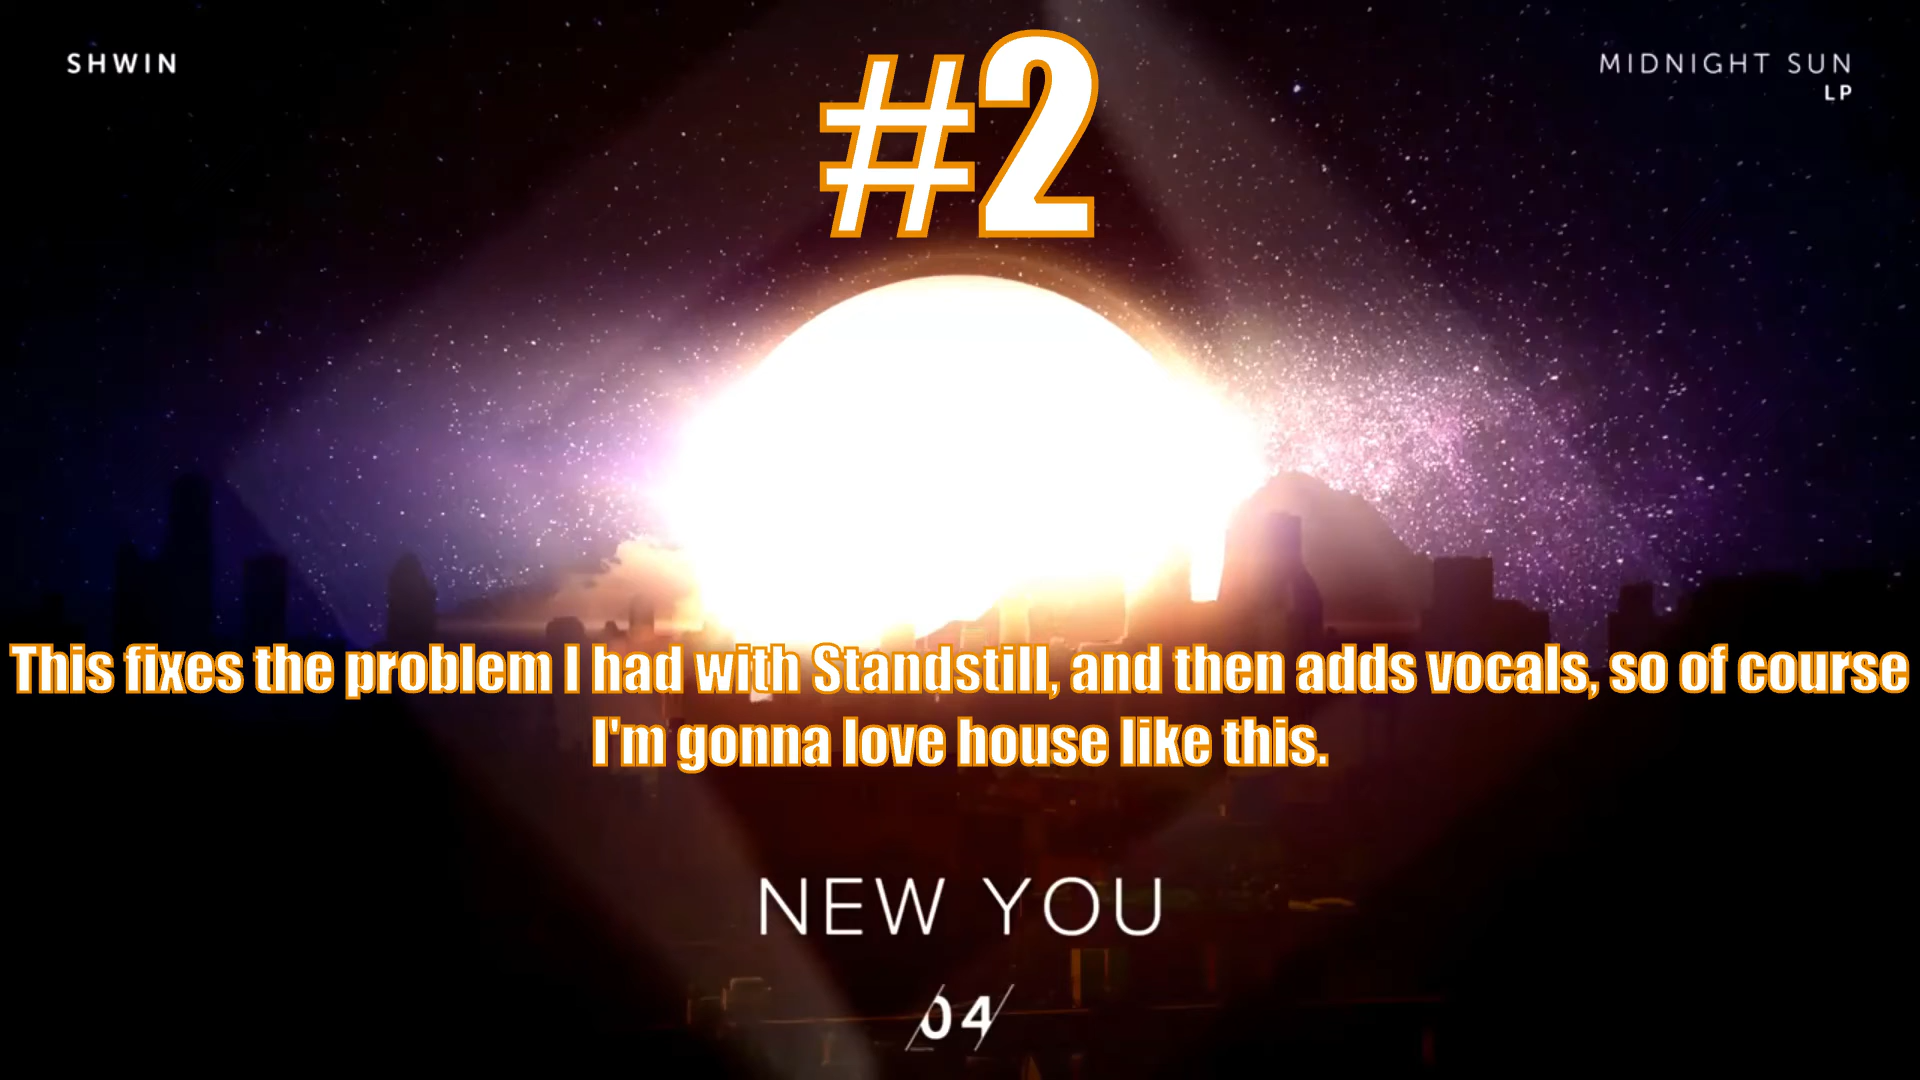 SHWIN
MIDNIGHT SUN
LP
#2
This fixes the problem I had with Standstill, and then adds vocals, so of course
I'm gonna love house like this.
NEW YOU
04